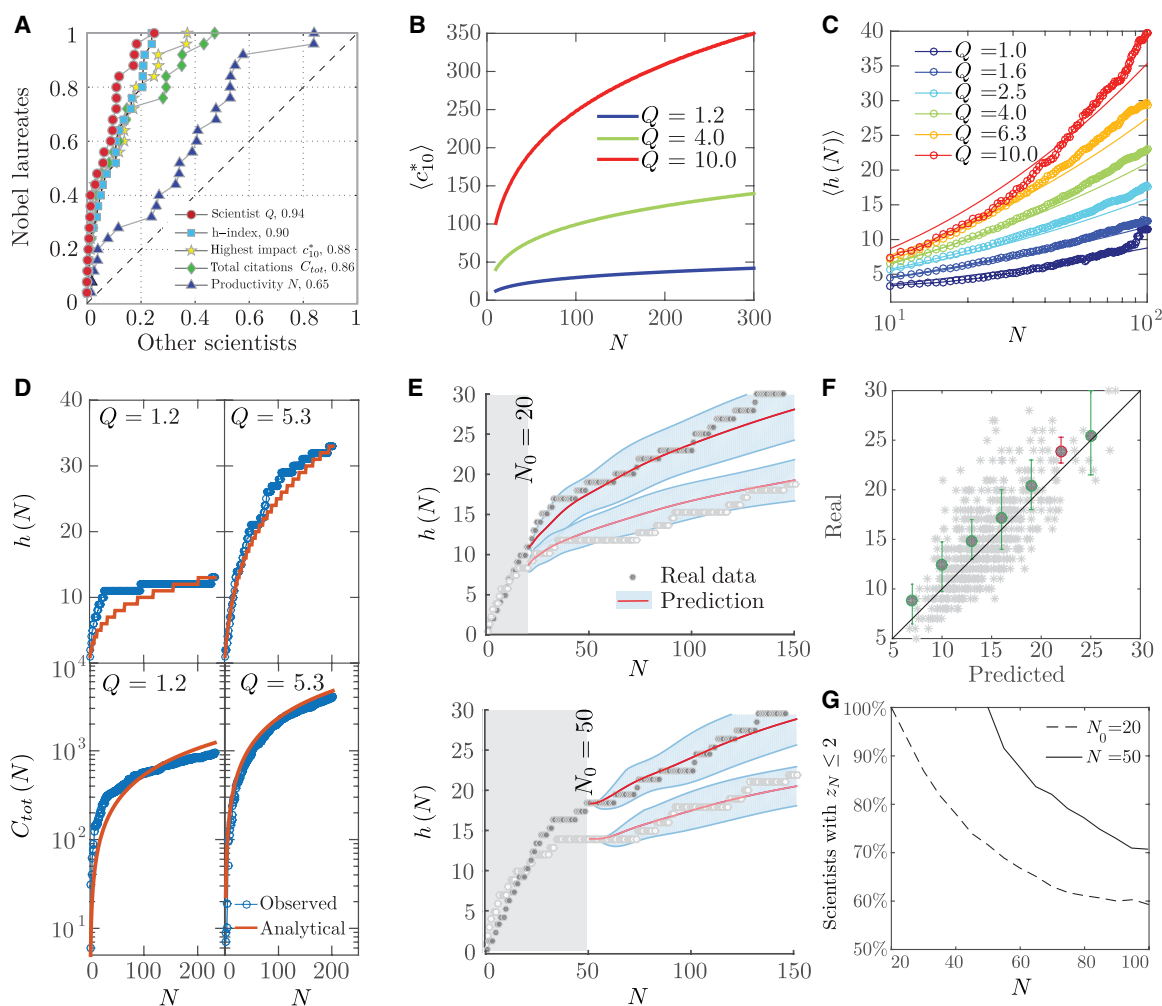 A
Nobel laureates
1
0.8
0.6
0.4
0.2
0
0 0.2 0.4 0.6 0.8 1
Other scientists
Scientist Q, 0.94
h-index, 0.90
Highest impact c*10, 0.88
Total citations Ctot, 0.86
Productivity N, 0.65
B
⟨c*10⟩
350
300
250
200
150
100
50
0
0 100 200 300
N
Q = 1.2
Q = 4.0
Q = 10.0
C
⟨h (N)⟩
40
35
30
25
20
15
10
5
10^1 10^2
N
Q =1.0
Q =1.6
Q =2.5
Q =4.0
Q =6.3
Q =10.0
D
h (N)
40
30
20
10
Q = 1.2
Q = 5.3
Ctot (N)
10^4
10^3
10^2
10^1
Q = 1.2
Q = 5.3
Observed
Analytical
0 100 200 0 100 200
N N
E
h (N)
30
25
20
15
10
5
0
N0 = 20
Real data
Prediction
0 50 100 150
N
h (N)
30
25
20
15
10
5
0
N0 = 50
0 50 100 150
N
F
Real
30
25
20
15
10
5
5 10 15 20 25 30
Predicted
G
Scientists with zN ≤ 2
100%
90%
80%
70%
60%
50%
N0=20
N =50
20 40 60 80 100
N